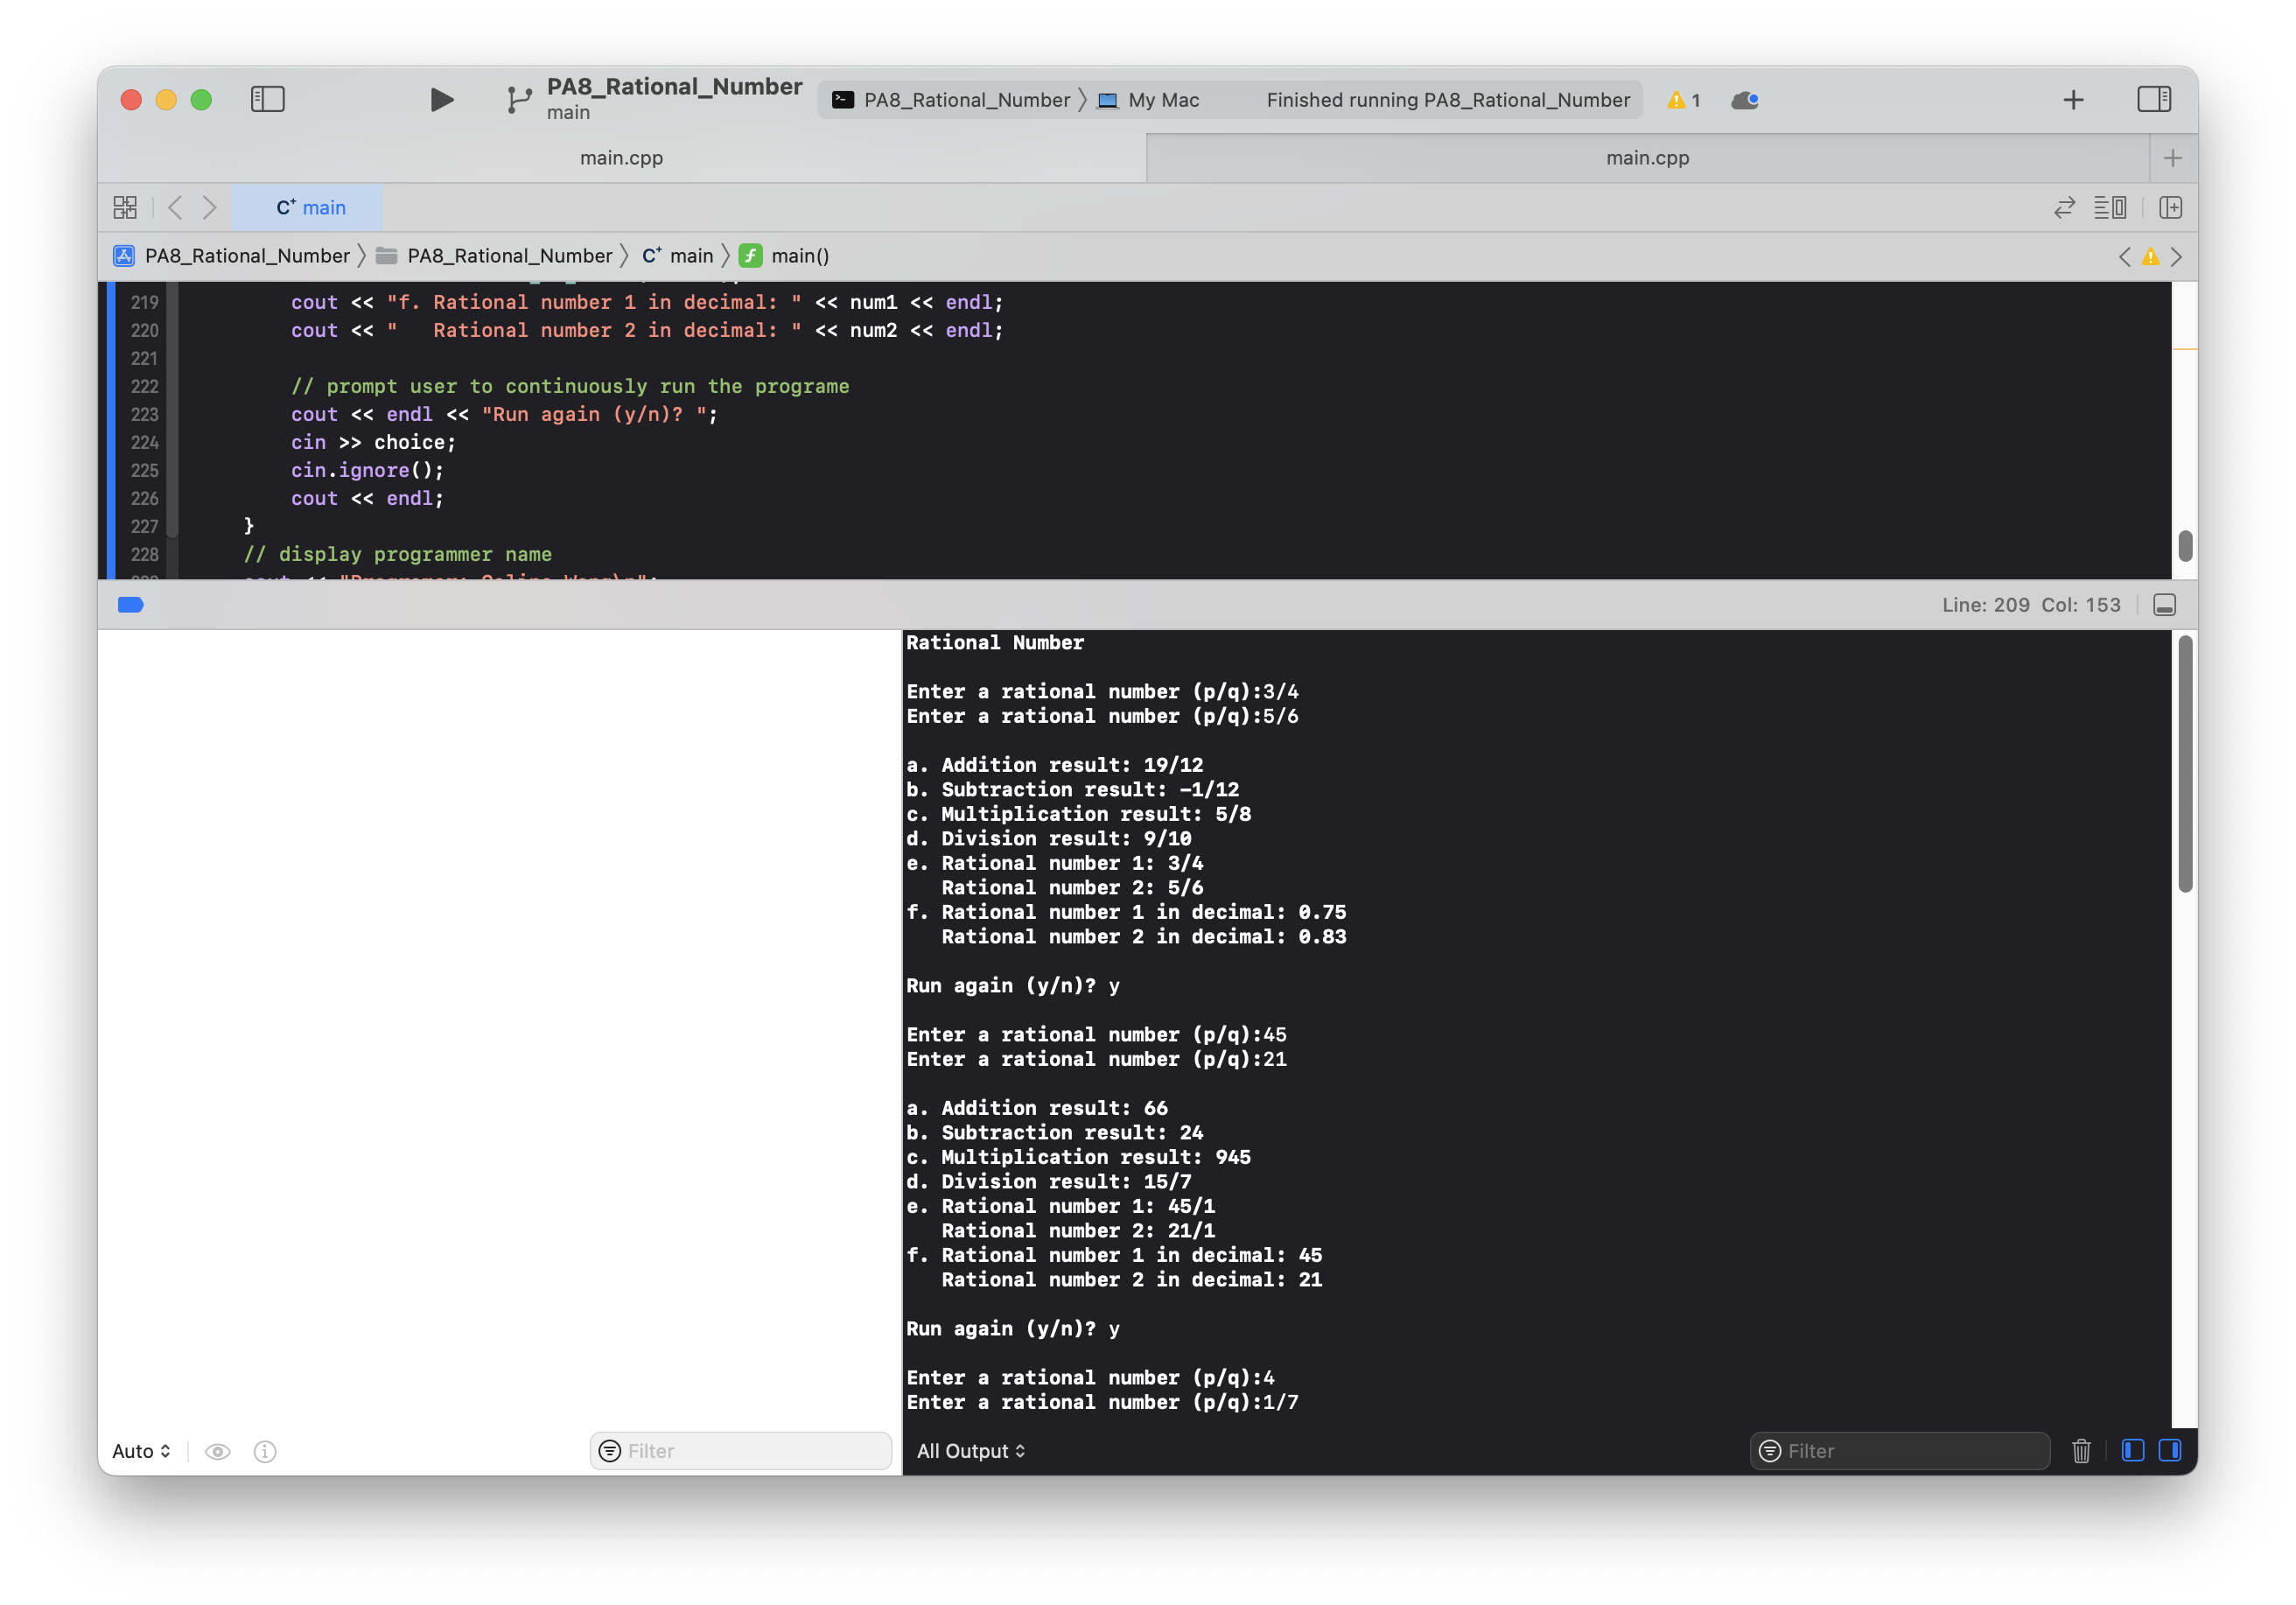 PA8_Rational_Number
main
PA8_Rational_Number
My Mac
Finished running PA8_Rational_Number
1
main.cpp
main.cpp
main
PA8_Rational_Number
PA8_Rational_Number
main
main()
219 cout << "f. Rational number 1 in decimal: " << num1 << endl;
220 cout << "   Rational number 2 in decimal: " << num2 << endl;
221
222 // prompt user to continuously run the programe
223 cout << endl << "Run again (y/n)? ";
224 cin >> choice;
225 cin.ignore();
226 cout << endl;
227 }
228 // display programmer name
Line: 209 Col: 153
Rational Number
Enter a rational number (p/q):3/4
Enter a rational number (p/q):5/6
a. Addition result: 19/12
b. Subtraction result: -1/12
c. Multiplication result: 5/8
d. Division result: 9/10
e. Rational number 1: 3/4
   Rational number 2: 5/6
f. Rational number 1 in decimal: 0.75
   Rational number 2 in decimal: 0.83
Run again (y/n)? y
Enter a rational number (p/q):45
Enter a rational number (p/q):21
a. Addition result: 66
b. Subtraction result: 24
c. Multiplication result: 945
d. Division result: 15/7
e. Rational number 1: 45/1
   Rational number 2: 21/1
f. Rational number 1 in decimal: 45
   Rational number 2 in decimal: 21
Run again (y/n)? y
Enter a rational number (p/q):4
Enter a rational number (p/q):1/7
Auto
Filter
All Output
Filter